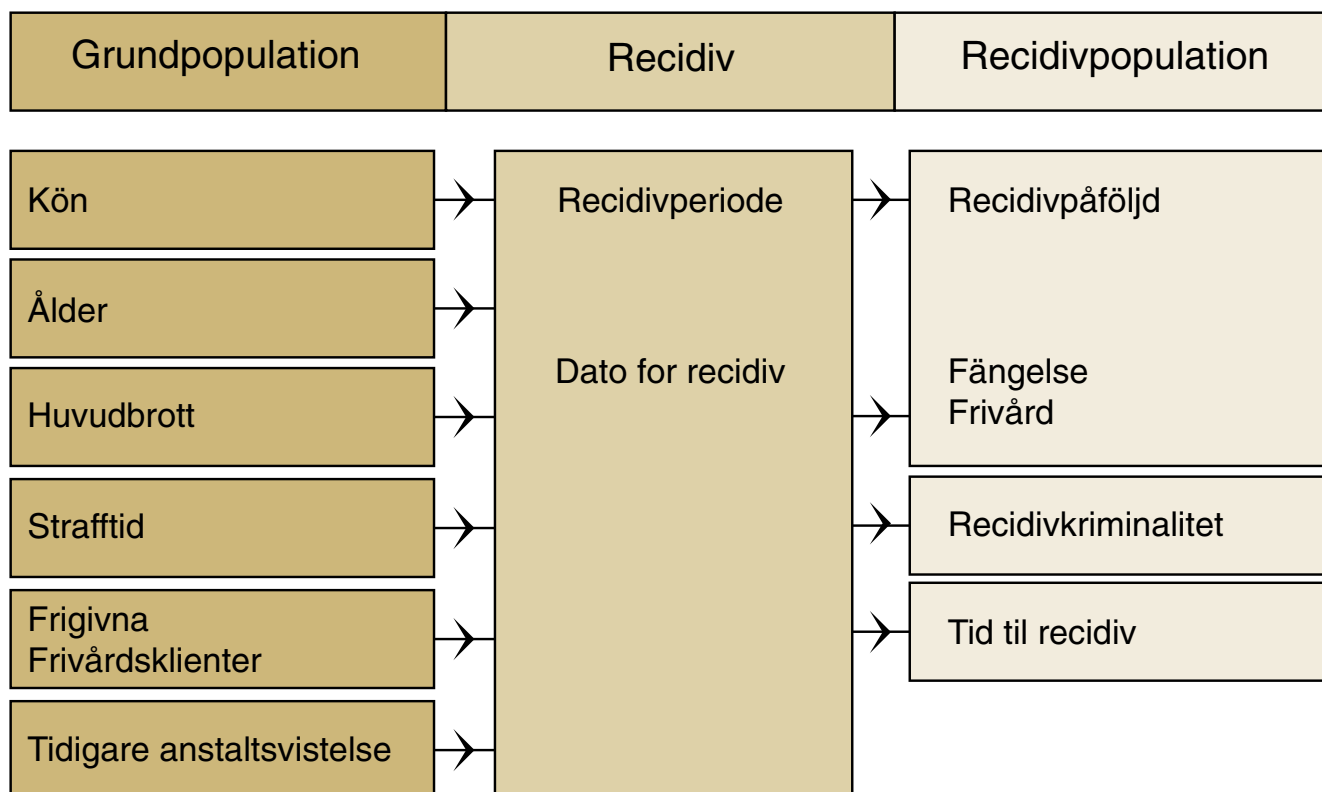 Grundpopulation
Recidiv
Recidivpopulation
Kön
Ålder
Huvudbrott
Strafftid
Frigivna
Frivårdsklienter
Tidigare anstaltsvistelse
Recidivperiode
Dato for recidiv
Recidivpåföljd
Fängelse
Frivård
Recidivkriminalitet
Tid til recidiv